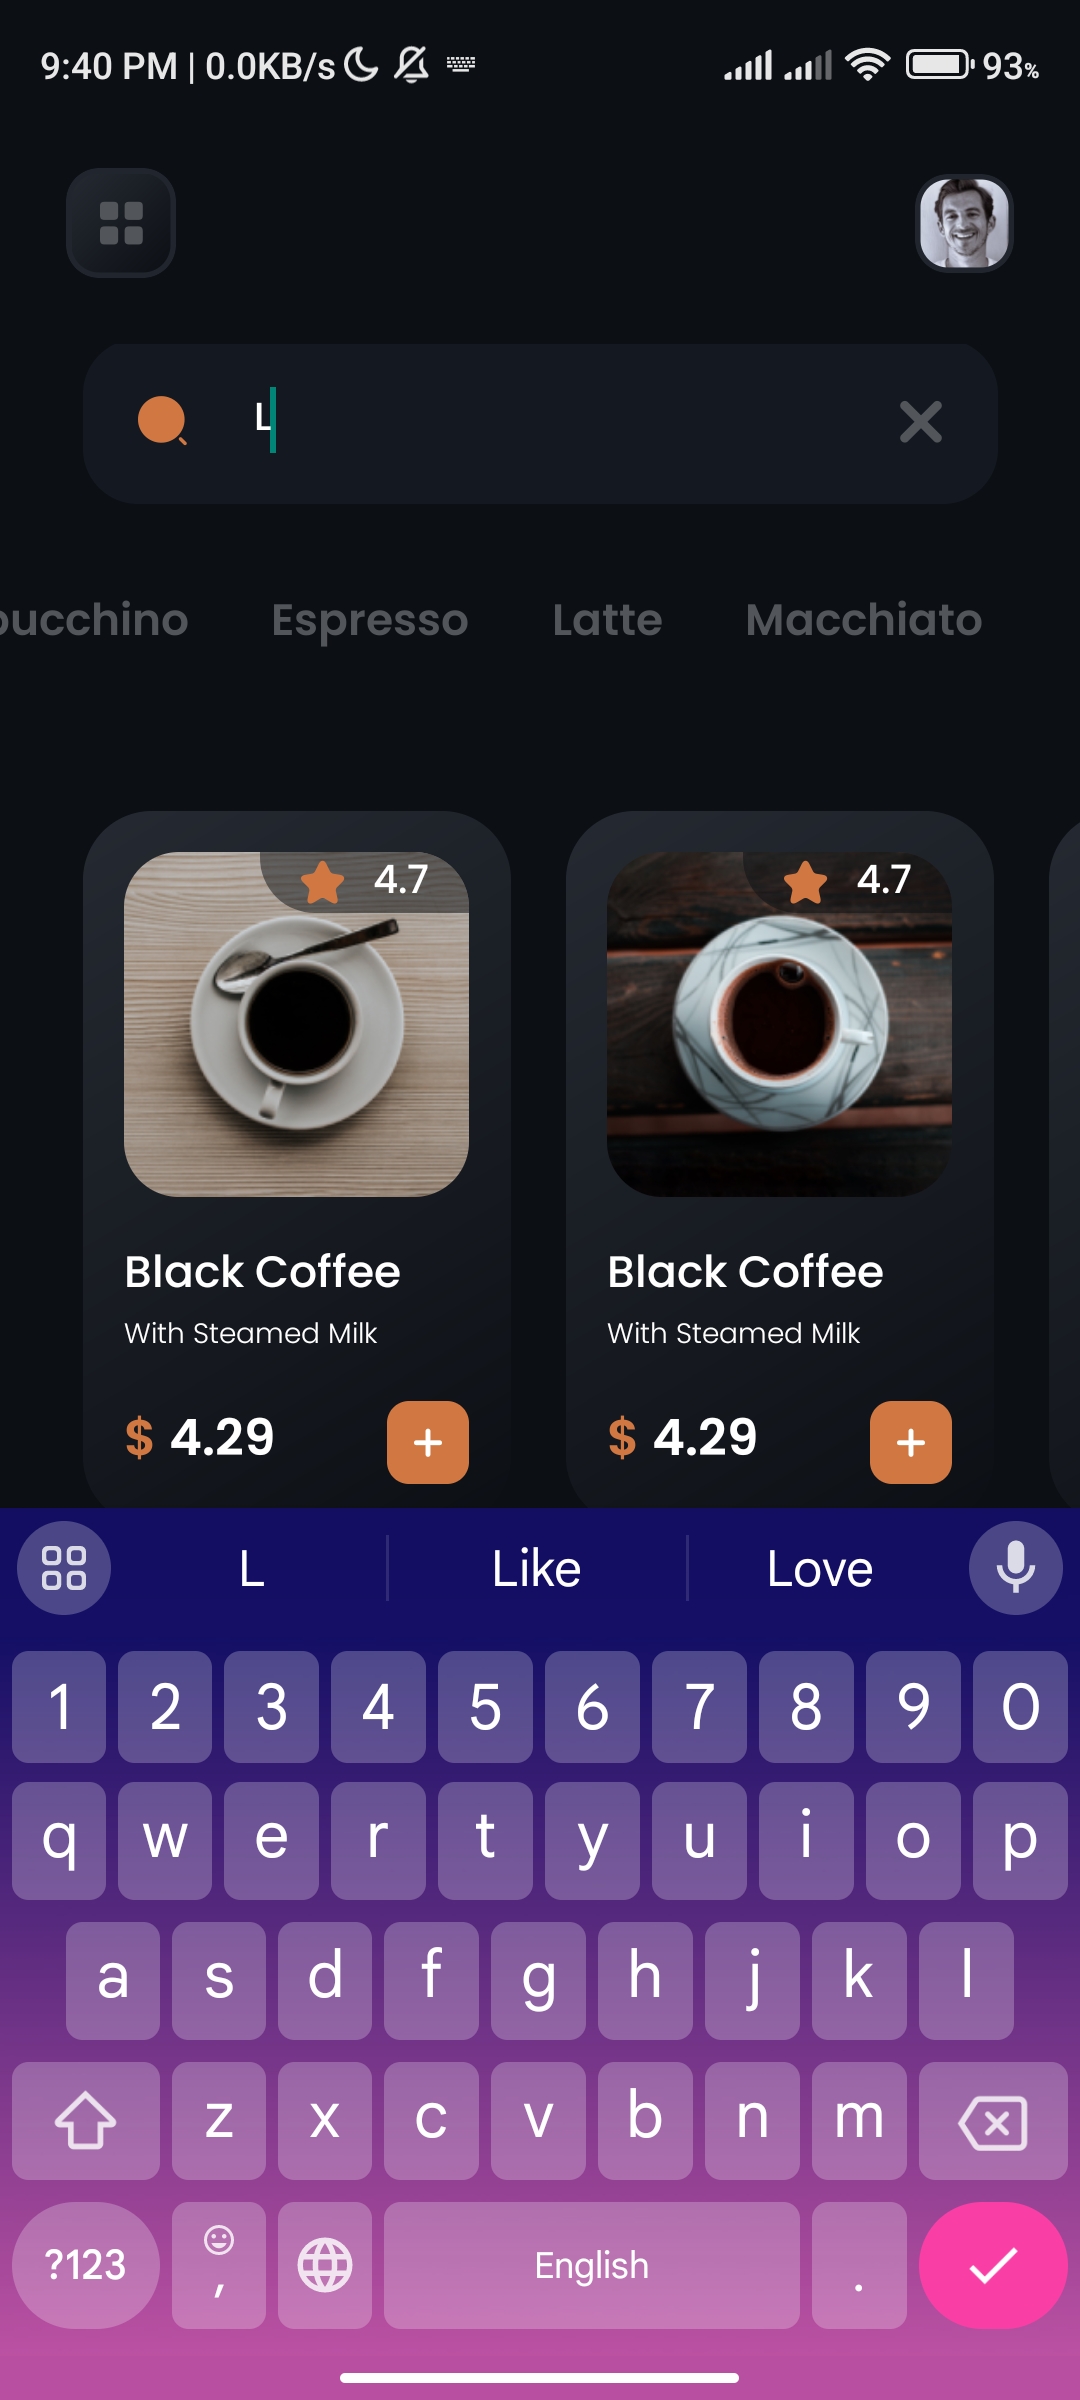 9:40 PM | 0.0KB/s 93%
L
pucchino Espresso Latte Macchiato
4.7 4.7
Black Coffee Black Coffee
With Steamed Milk With Steamed Milk
$ 4.29 + $ 4.29 +
L Like Love
1 2 3 4 5 6 7 8 9 0
q w e r t y u i o p
a s d f g h j k l
z x c v b n m
?123 , English .